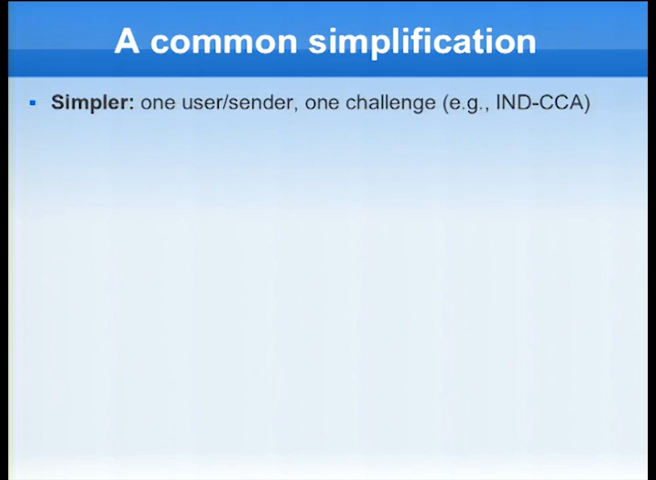 A common simplification
Simpler: one user/sender, one challenge (e.g., IND-CCA)